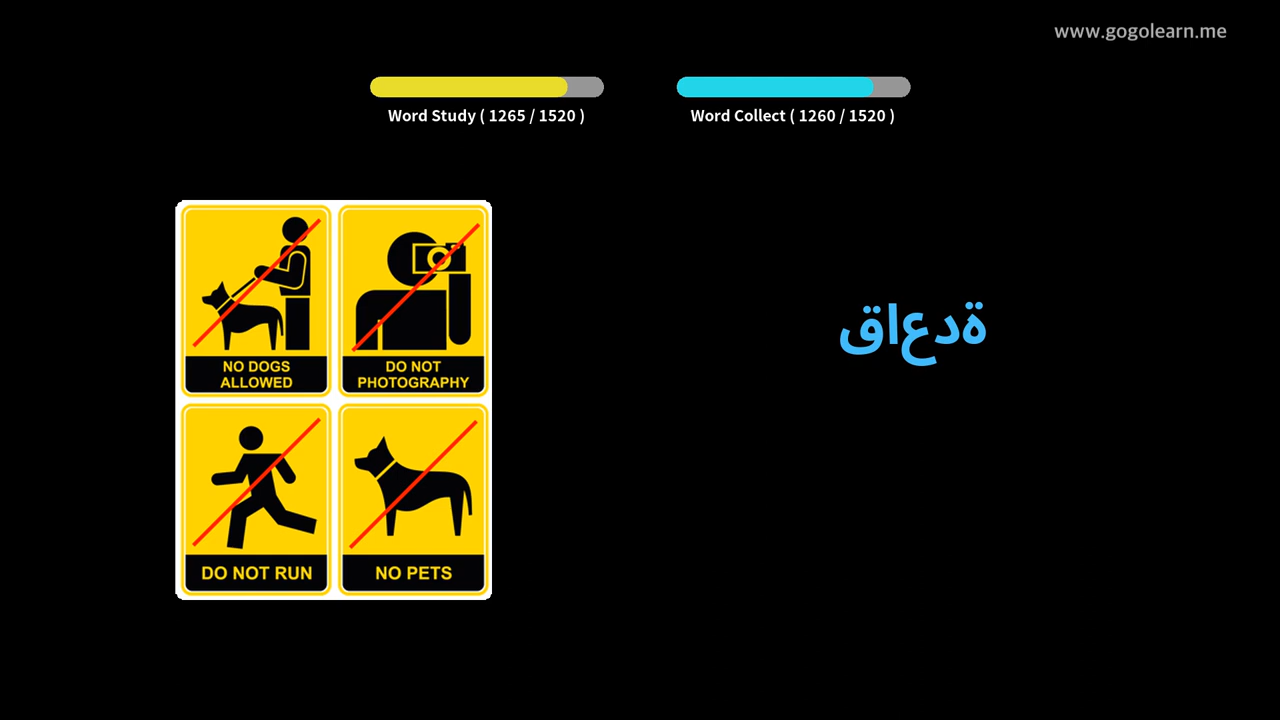 www.gogolearn.me
Word Study ( 1265 / 1520 )
Word Collect ( 1260 / 1520 )
NO DOGS
ALLOWED
DO NOT
PHOTOGRAPHY
DO NOT RUN
NO PETS
قاعدة